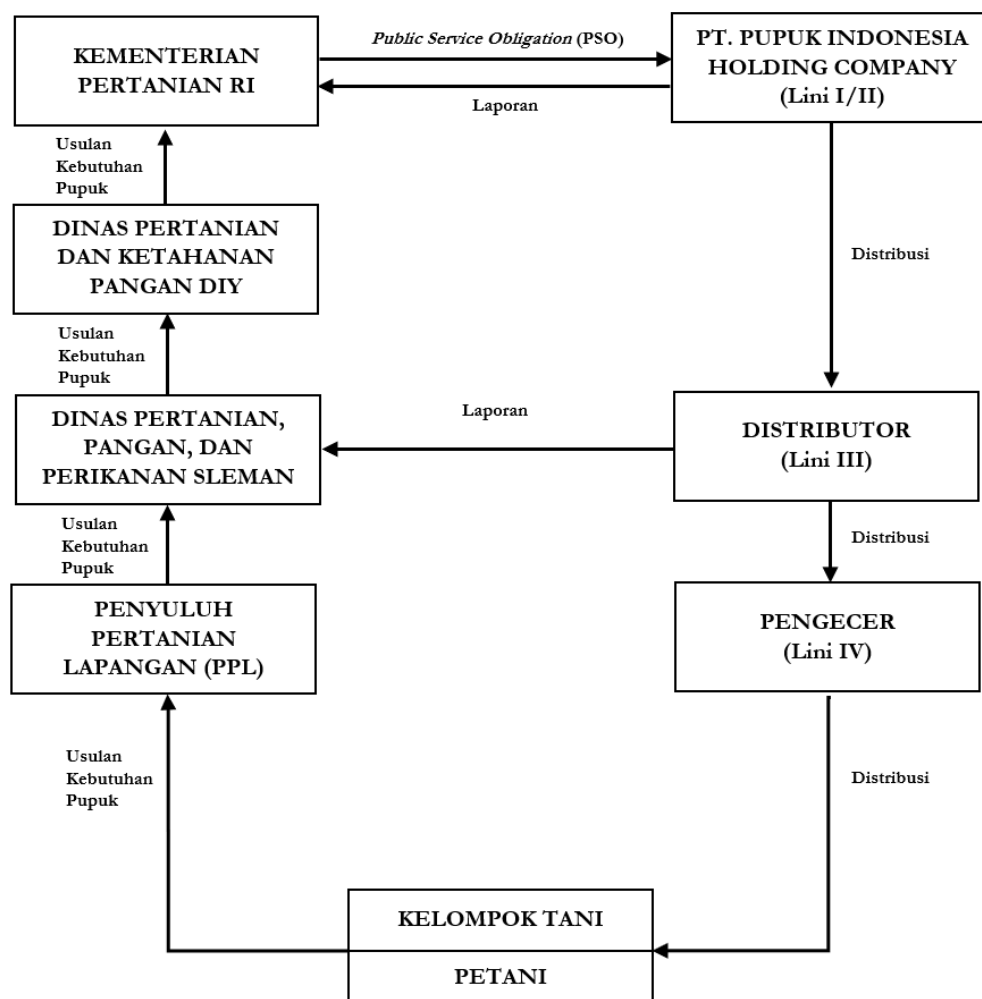 KEMENTERIAN
PERTANIAN RI
Public Service Obligation (PSO)
Laporan
PT. PUPUK INDONESIA
HOLDING COMPANY
(Lini I/II)
Usulan
Kebutuhan
Pupuk
DINAS PERTANIAN
DAN KETAHANAN
PANGAN DIY
Distribusi
Usulan
Kebutuhan
Pupuk
DINAS PERTANIAN,
PANGAN, DAN
PERIKANAN SLEMAN
Laporan
DISTRIBUTOR
(Lini III)
Usulan
Kebutuhan
Pupuk
Distribusi
PENYULUH
PERTANIAN
LAPANGAN (PPL)
PENGECER
(Lini IV)
Usulan
Kebutuhan
Pupuk
Distribusi
KELOMPOK TANI
PETANI